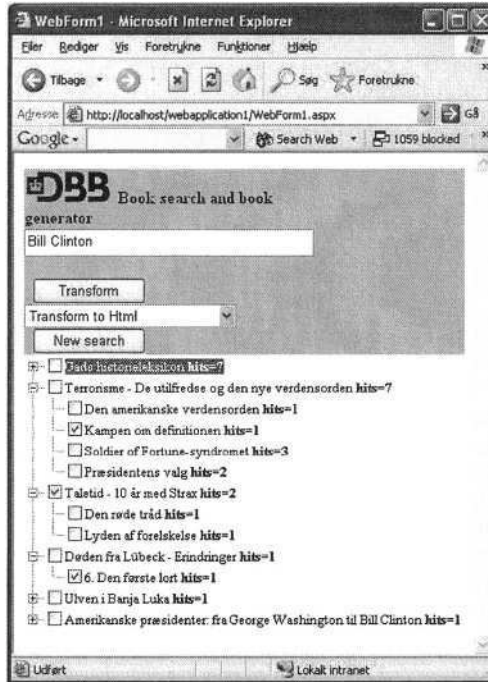 WebForm1 - Microsoft Internet Explorer
Filer Rediger Vis Foretrukne Funktioner Hjælp
Tilbage Søg Foretrukne
Adresse http://localhost/webapplication1/WebForm1.aspx Gå
Google Search Web 1059 blocked
DBB Book search and book
generator
Bill Clinton
Transform
Transform to Html
New search
Gads historieleksikon hits=7
Terrorisme - De utilfredse og den nye verdensorden hits=7
Den amerikanske verdensorden hits=1
Kampen om definitionen hits=1
Soldier of Fortune-syndromet hits=3
Præsidentens valg hits=2
Taletid - 10 år med Strax hits=2
Den røde tråd hits=1
Lyden af forelskelse hits=1
Døden fra Lübeck - Erindringer hits=1
6. Den første lort hits=1
Ulven i Banja Luka hits=1
Amerikanske præsidenter: fra George Washington til Bill Clinton hits=1
Udført Lokalt intranet